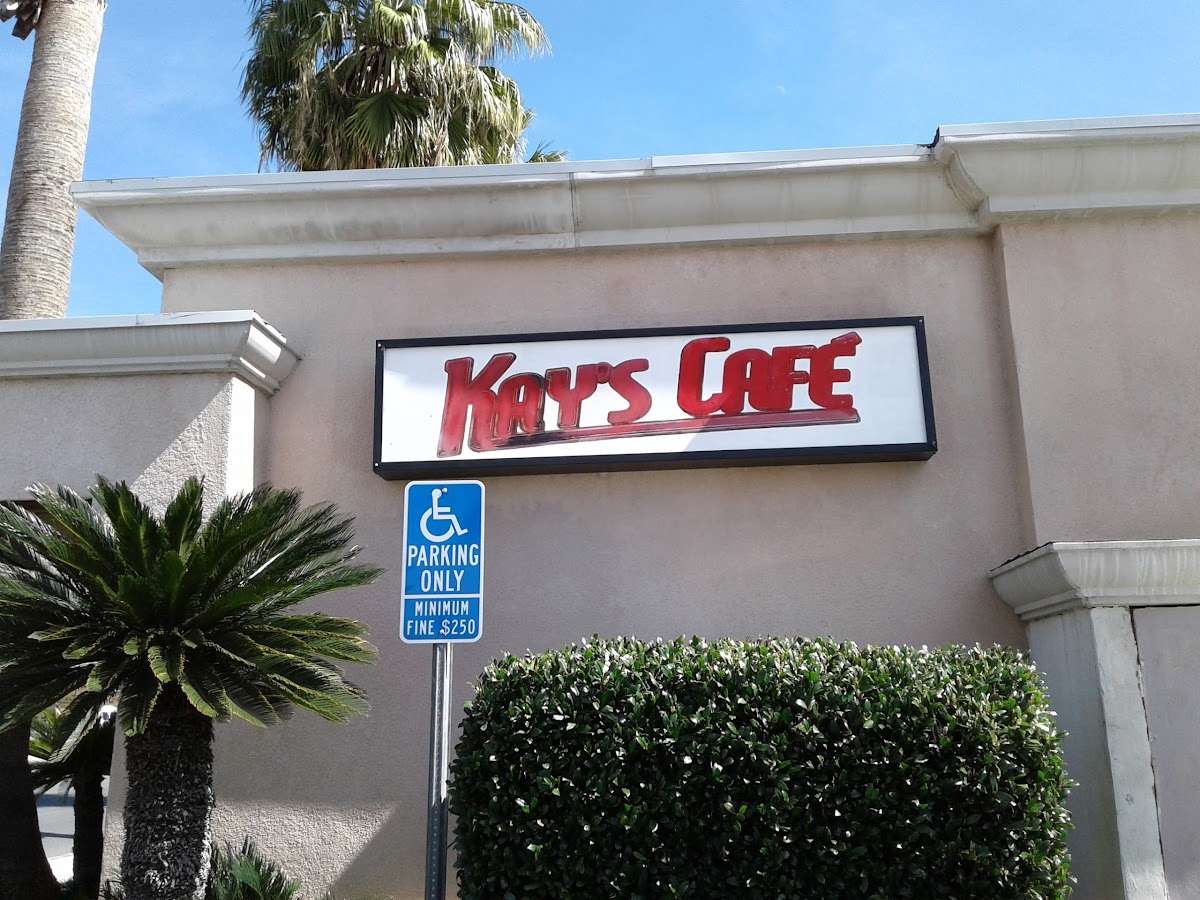 KAY'S CAFÉ
PARKING
ONLY
MINIMUM
FINE $250